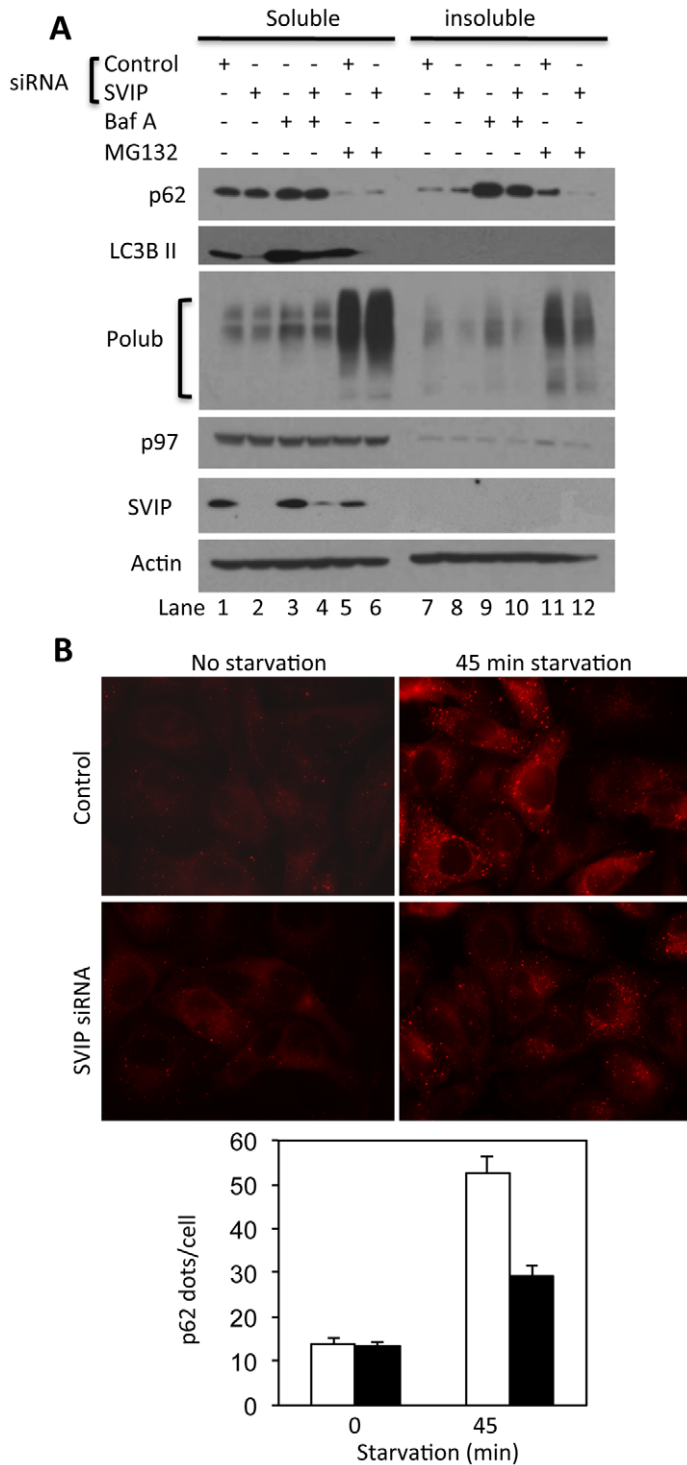 A
Soluble insoluble
siRNA
Control + - - - + - + - - - + -
SVIP - + - + - + - + - + - +
Baf A - - + + - - - - + + - -
MG132 - - - - + + - - - - + +
p62
LC3B II
Polub
p97
SVIP
Actin
Lane 1 2 3 4 5 6 7 8 9 10 11 12
B
No starvation 45 min starvation
Control
SVIP siRNA
60
50
40
30
20
10
0
p62 dots/cell
0 45
Starvation (min)